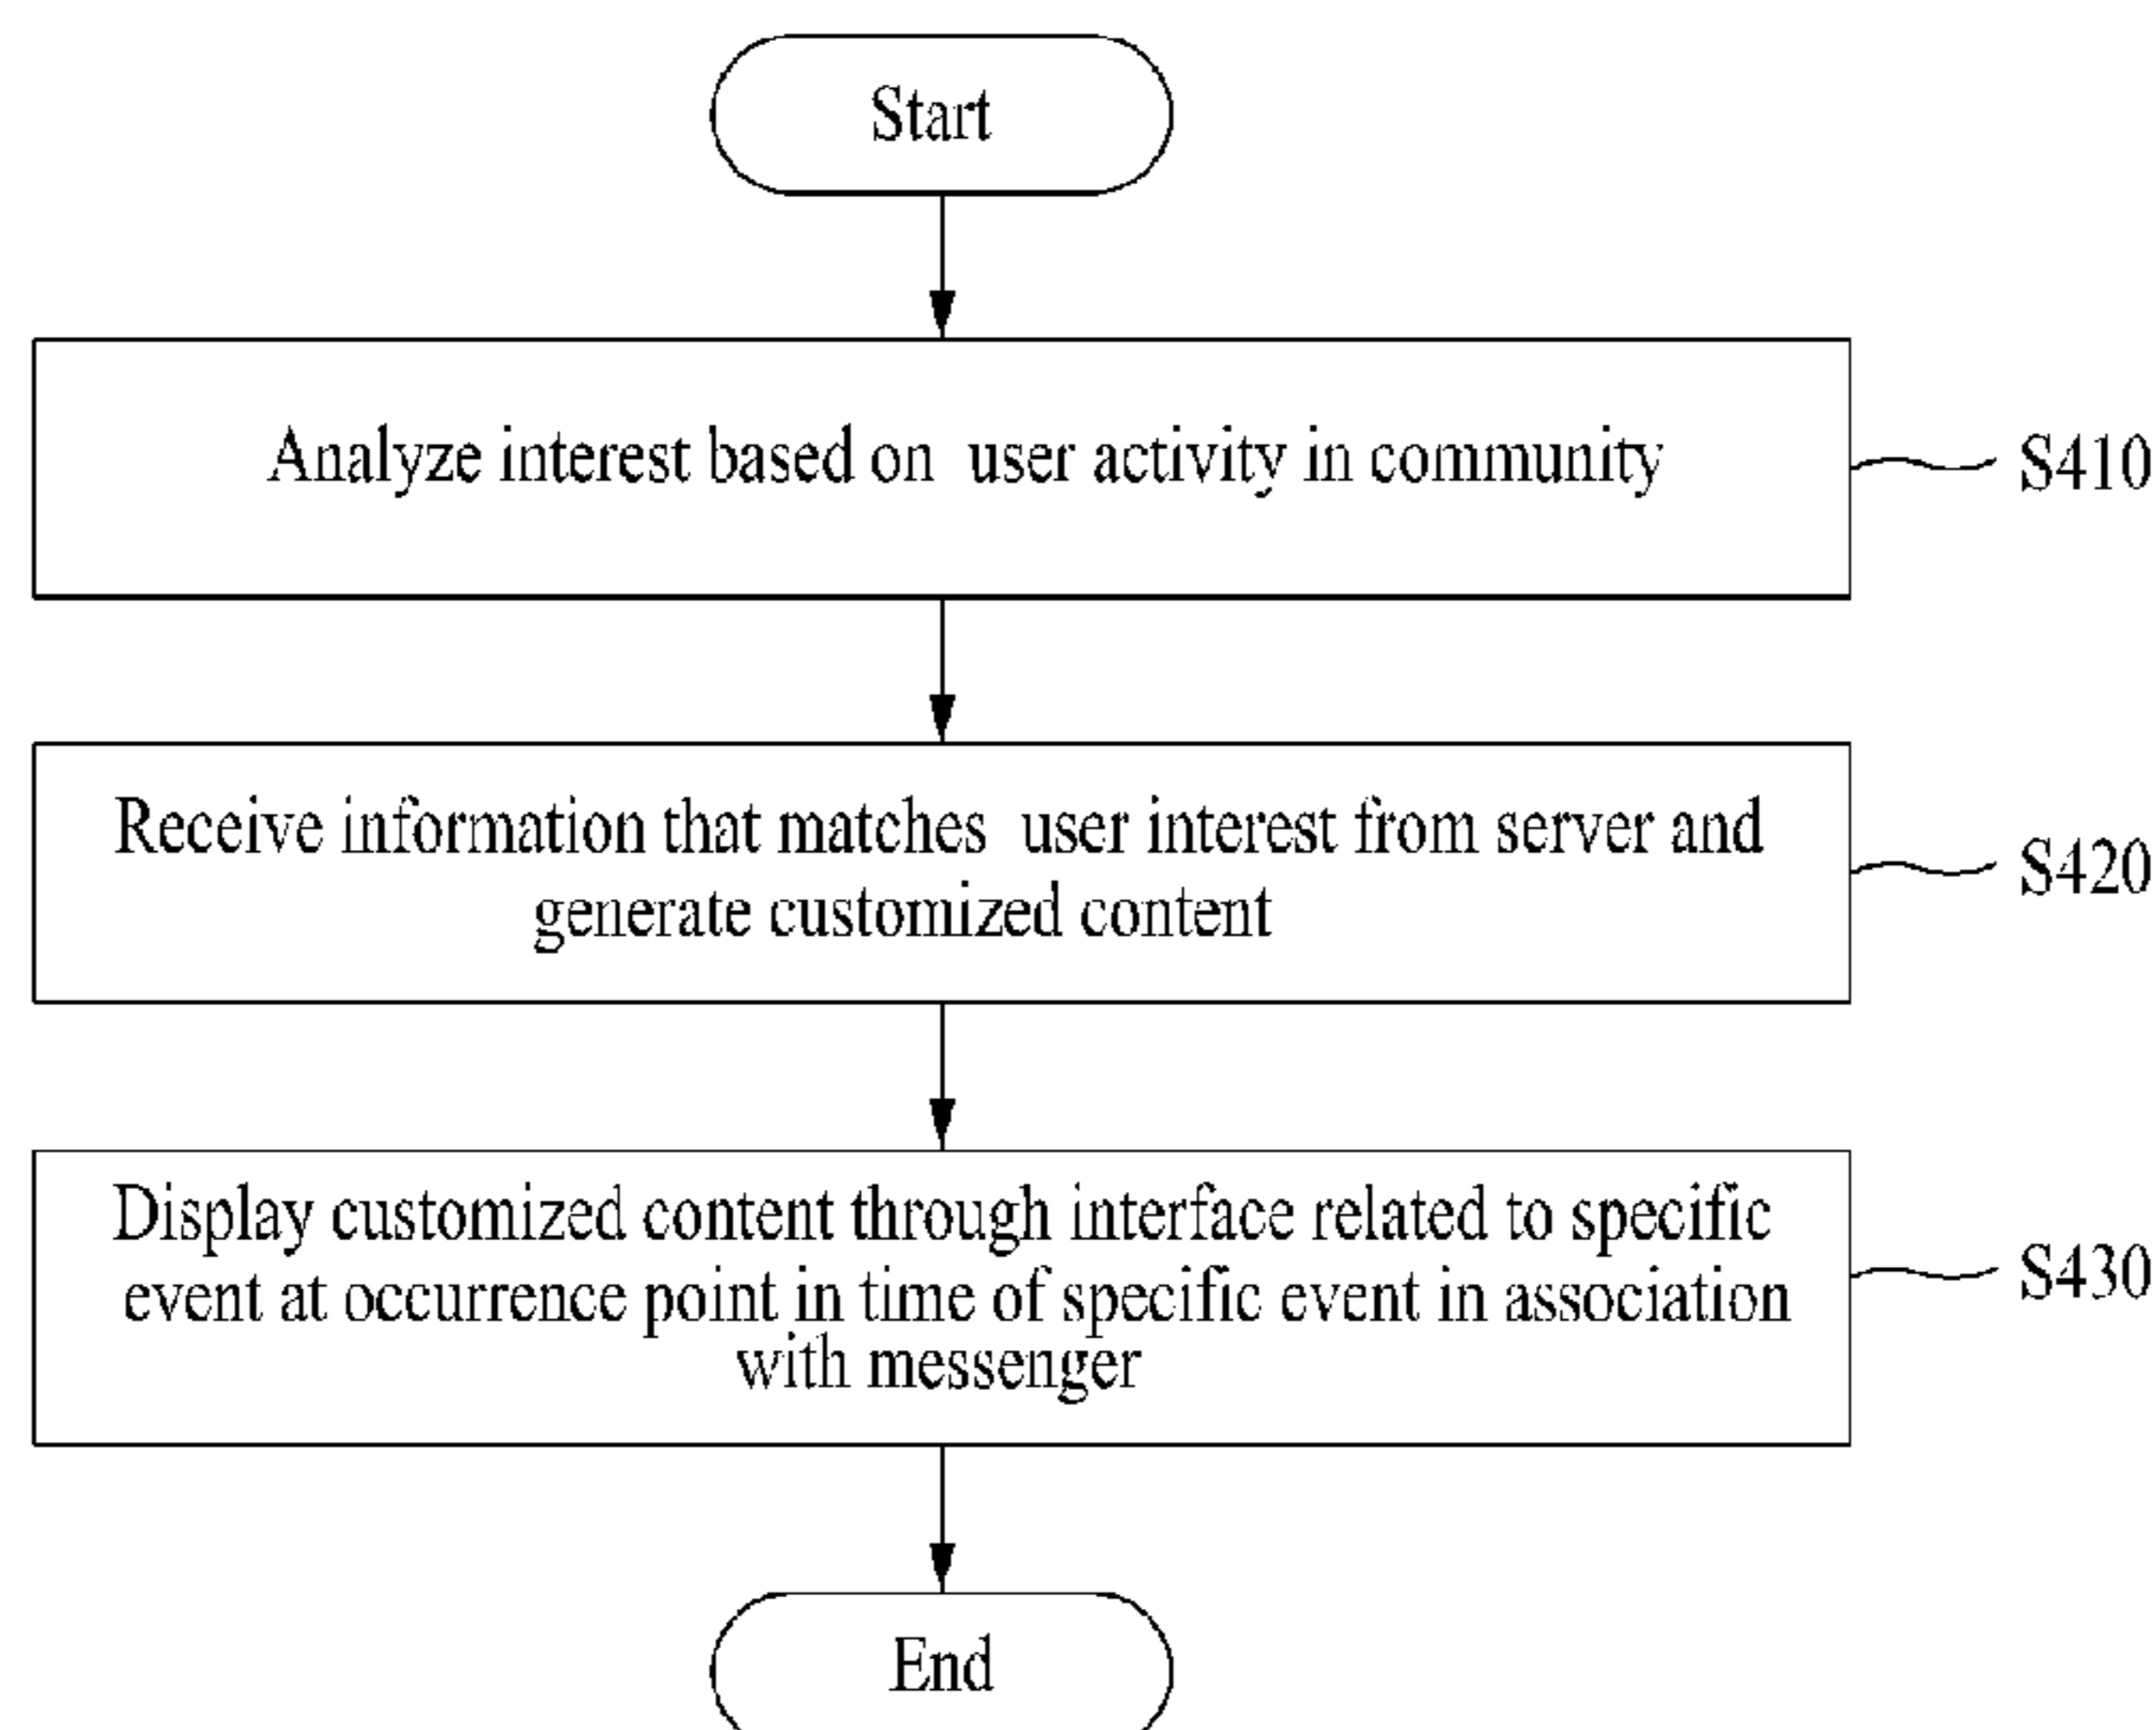 Start
Analyze interest based on user activity in community
S410
Receive information that matches user interest from server and
generate customized content
S420
Display customized content through interface related to specific
event at occurrence point in time of specific event in association
with messenger
S430
End